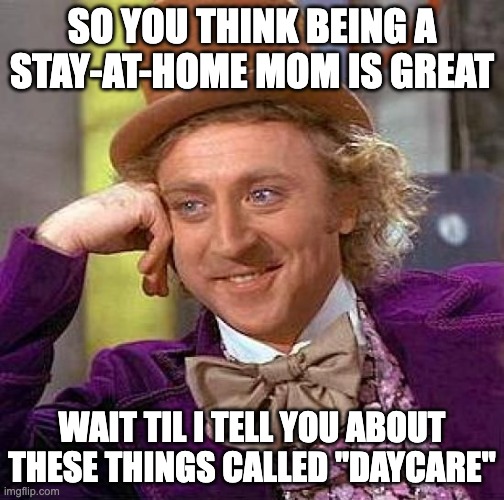 SO YOU THINK BEING A
STAY-AT-HOME MOM IS GREAT
WAIT TIL I TELL YOU ABOUT
THESE THINGS CALLED "DAYCARE"
imgflip.com